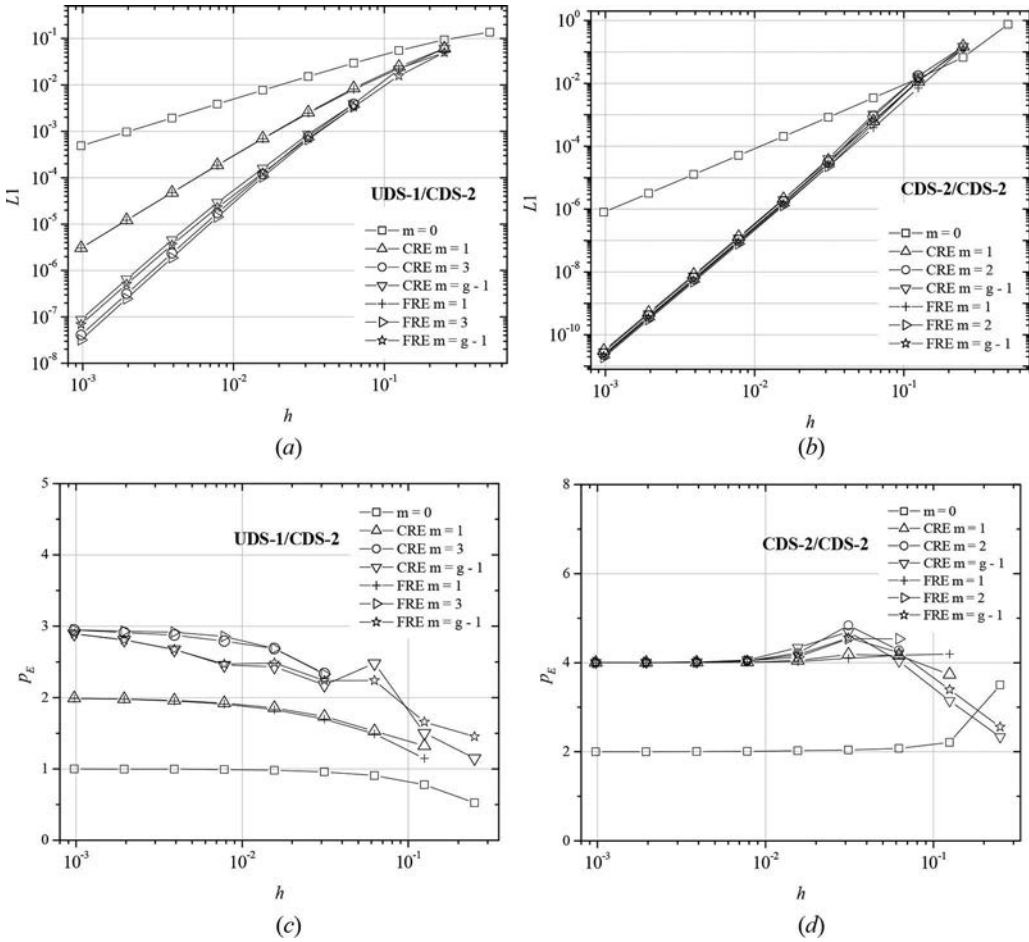 10^-1
10^-2
10^-3
10^-4
10^-5
10^-6
10^-7
10^-8
L1
UDS-1/CDS-2
m = 0
CRE m = 1
CRE m = 3
CRE m = g - 1
FRE m = 1
FRE m = 3
FRE m = g - 1
10^-3
10^-2
10^-1
h
(a)
10^0
10^-2
10^-4
10^-6
10^-8
10^-10
L1
CDS-2/CDS-2
m = 0
CRE m = 1
CRE m = 2
CRE m = g - 1
FRE m = 1
FRE m = 2
FRE m = g - 1
10^-3
10^-2
10^-1
h
(b)
5
4
3
2
1
0
p_E
UDS-1/CDS-2
m = 0
CRE m = 1
CRE m = 3
CRE m = g - 1
FRE m = 1
FRE m = 3
FRE m = g - 1
10^-3
10^-2
10^-1
h
(c)
8
6
4
2
0
p_E
CDS-2/CDS-2
m = 0
CRE m = 1
CRE m = 2
CRE m = g - 1
FRE m = 1
FRE m = 2
FRE m = g - 1
10^-3
10^-2
10^-1
h
(d)